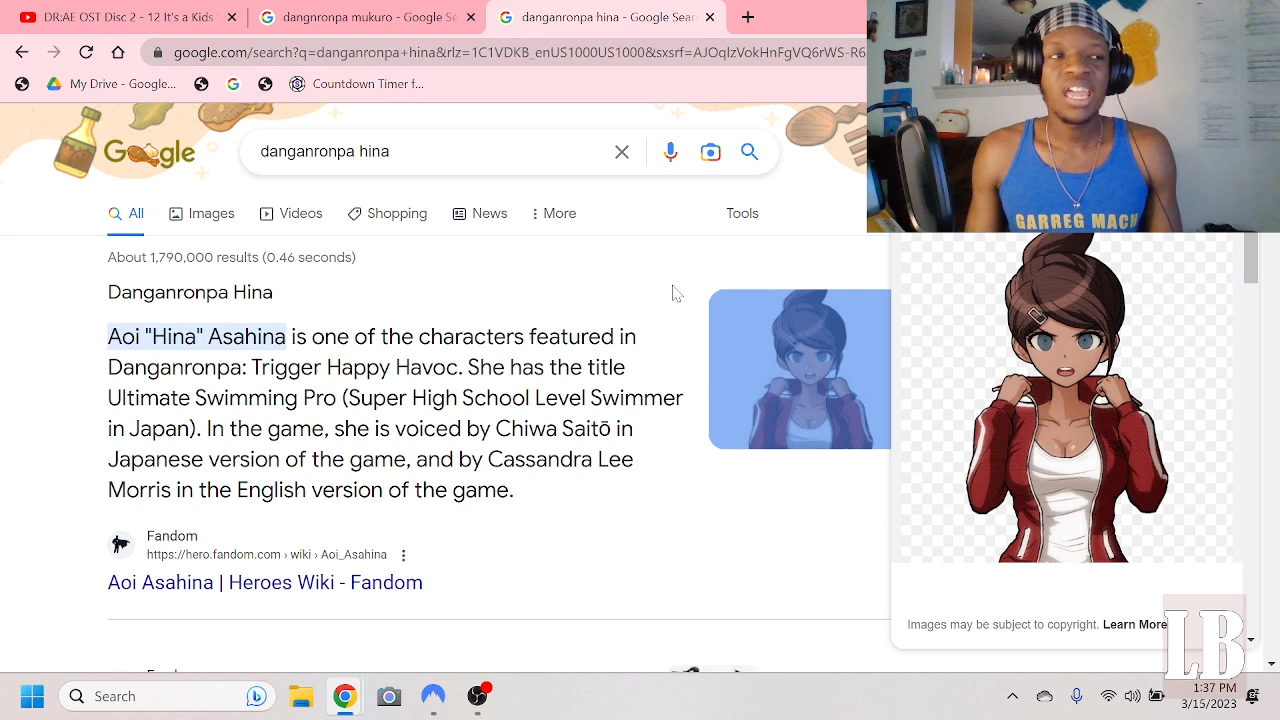 DR Disc 2 - 12 It's a M
danganronpa mukuro - Google S
danganronpa hina - Google Sear
google.com/search?q=danganronpa+hina&rlz=1C1VDKB_enUS1000US1000&sxsrf=AJOqlzVokHnFgVQ6rWS-R6
My Drive - Google...
Countdown Timer f...
Google
danganronpa hina
All
Images
Videos
Shopping
News
More
Tools
About 1,790,000 results (0.46 seconds)
Danganronpa Hina
Aoi "Hina" Asahina is one of the characters featured in
Danganronpa: Trigger Happy Havoc. She has the title
Ultimate Swimming Pro (Super High School Level Swimmer
in Japan). In the game, she is voiced by Chiwa Saitō in
Japanese version of the game, and by Cassandra Lee
Morris in the English version of the game.
Fandom
https://hero.fandom.com › wiki › Aoi_Asahina
Aoi Asahina | Heroes Wiki - Fandom
GARREG MACH
Images may be subject to copyright. Learn More
LB
Search
1:37 PM
3/15/2023